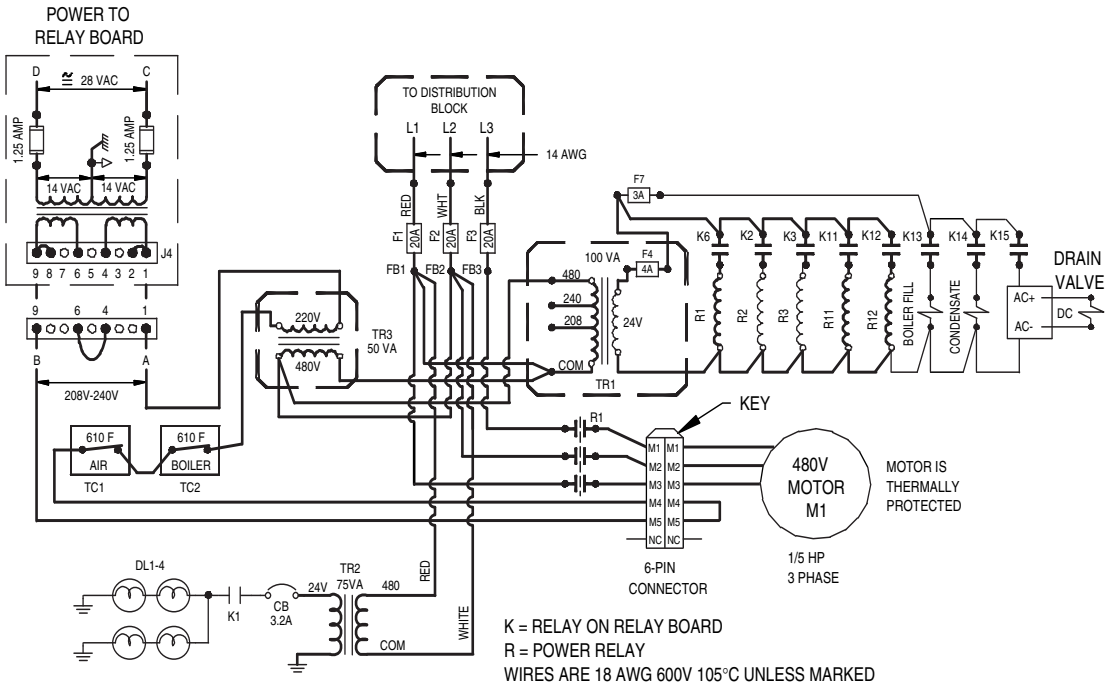 POWER TO
RELAY BOARD
D
C
≅ 28 VAC
1.25 AMP
1.25 AMP
14 VAC
14 VAC
J4
9 8 7 6 5 4 3 2 1
9
6
4
1
B
A
208V-240V
610 F
AIR
TC1
610 F
BOILER
TC2
TO DISTRIBUTION
BLOCK
L1
L2
L3
14 AWG
RED
WHT
BLK
F1
20A
F2
20A
F3
20A
FB1
FB2
FB3
220V
480V
TR3
50 VA
100 VA
480
240
208
COM
24V
F4
4A
TR1
F7
3A
K6
K2
K3
K11
K12
K13
K14
K15
R1
R2
R3
R11
R12
BOILER FILL
CONDENSATE
DRAIN
VALVE
AC+
AC-
DC
R1
KEY
M1 M1
M2 M2
M3 M3
M4 M4
M5 M5
NC NC
6-PIN
CONNECTOR
480V
MOTOR
M1
MOTOR IS
THERMALLY
PROTECTED
1/5 HP
3 PHASE
DL1-4
K1
CB
3.2A
24V
TR2
75VA
480
COM
RED
WHITE
K = RELAY ON RELAY BOARD
R = POWER RELAY
WIRES ARE 18 AWG 600V 105°C UNLESS MARKED